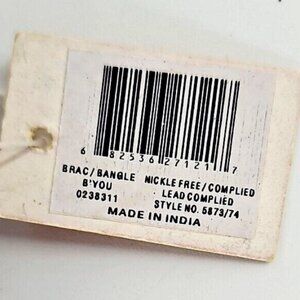 6 82536 27121 7
BRAC/BANGLE NICKLE FREE/COMPLIED
B'YOU LEAD COMPLIED
0238311 STYLE NO. 5873/74
MADE IN INDIA